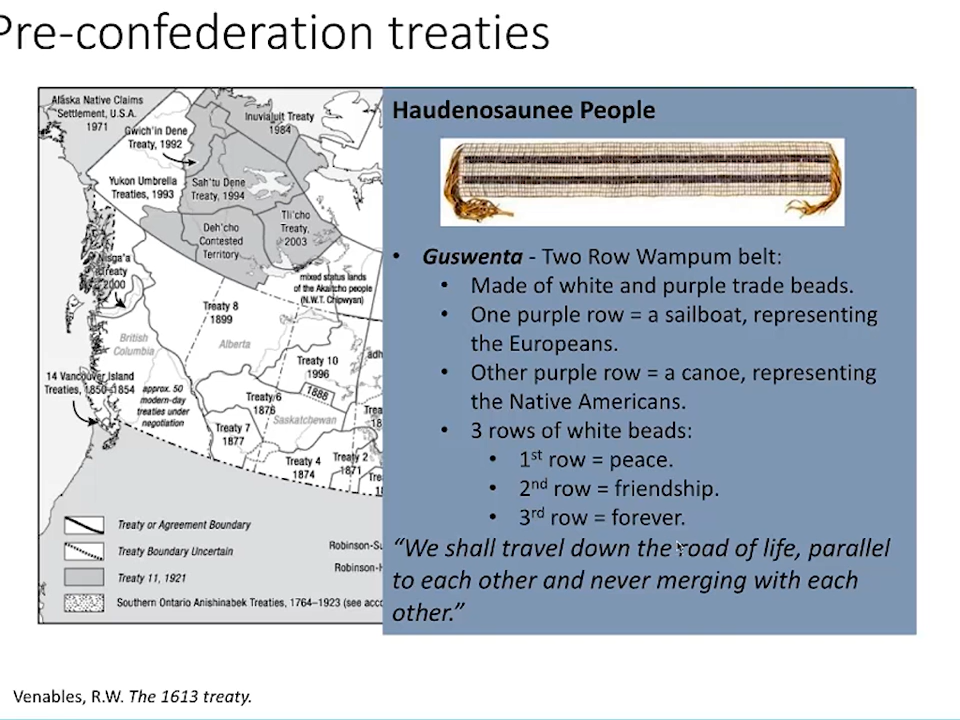 Pre-confederation treaties
Alaska Native Claims
Settlement, U.S.A.
1971
Gwich'in Dene
Treaty, 1992
Inuvialuit Treaty
1984
Yukon Umbrella
Treaties, 1993
Sah'tu Dene
Treaty, 1994
Deh'cho
Contested
Territory
Tli'cho
Treaty,
2003
Nisga'a
Treaty
2000
mixed status lands
of the Akaitcho people
(N.W.T. Chipwyan)
Treaty 8
1899
British
Columbia
Alberta
Treaty 10
1996
14 Vancouver Island
Treaties, 1850–1854
approx. 50
modern-day
treaties under
negotiation
Treaty 6
1876
1888
Saskatchewan
Treaty 7
1877
Treaty 4
1874
Treaty 2
1871
Treaty or Agreement Boundary
Treaty Boundary Uncertain
Treaty 11, 1921
Southern Ontario Anishinabek Treaties, 1764–1923 (see acc
Robinson-Su
Robinson-H
Haudenosaunee People
• Guswenta - Two Row Wampum belt:
• Made of white and purple trade beads.
• One purple row = a sailboat, representing
the Europeans.
• Other purple row = a canoe, representing
the Native Americans.
• 3 rows of white beads:
• 1st row = peace.
• 2nd row = friendship.
• 3rd row = forever.
“We shall travel down the road of life, parallel
to each other and never merging with each
other.”
Venables, R.W. The 1613 treaty.